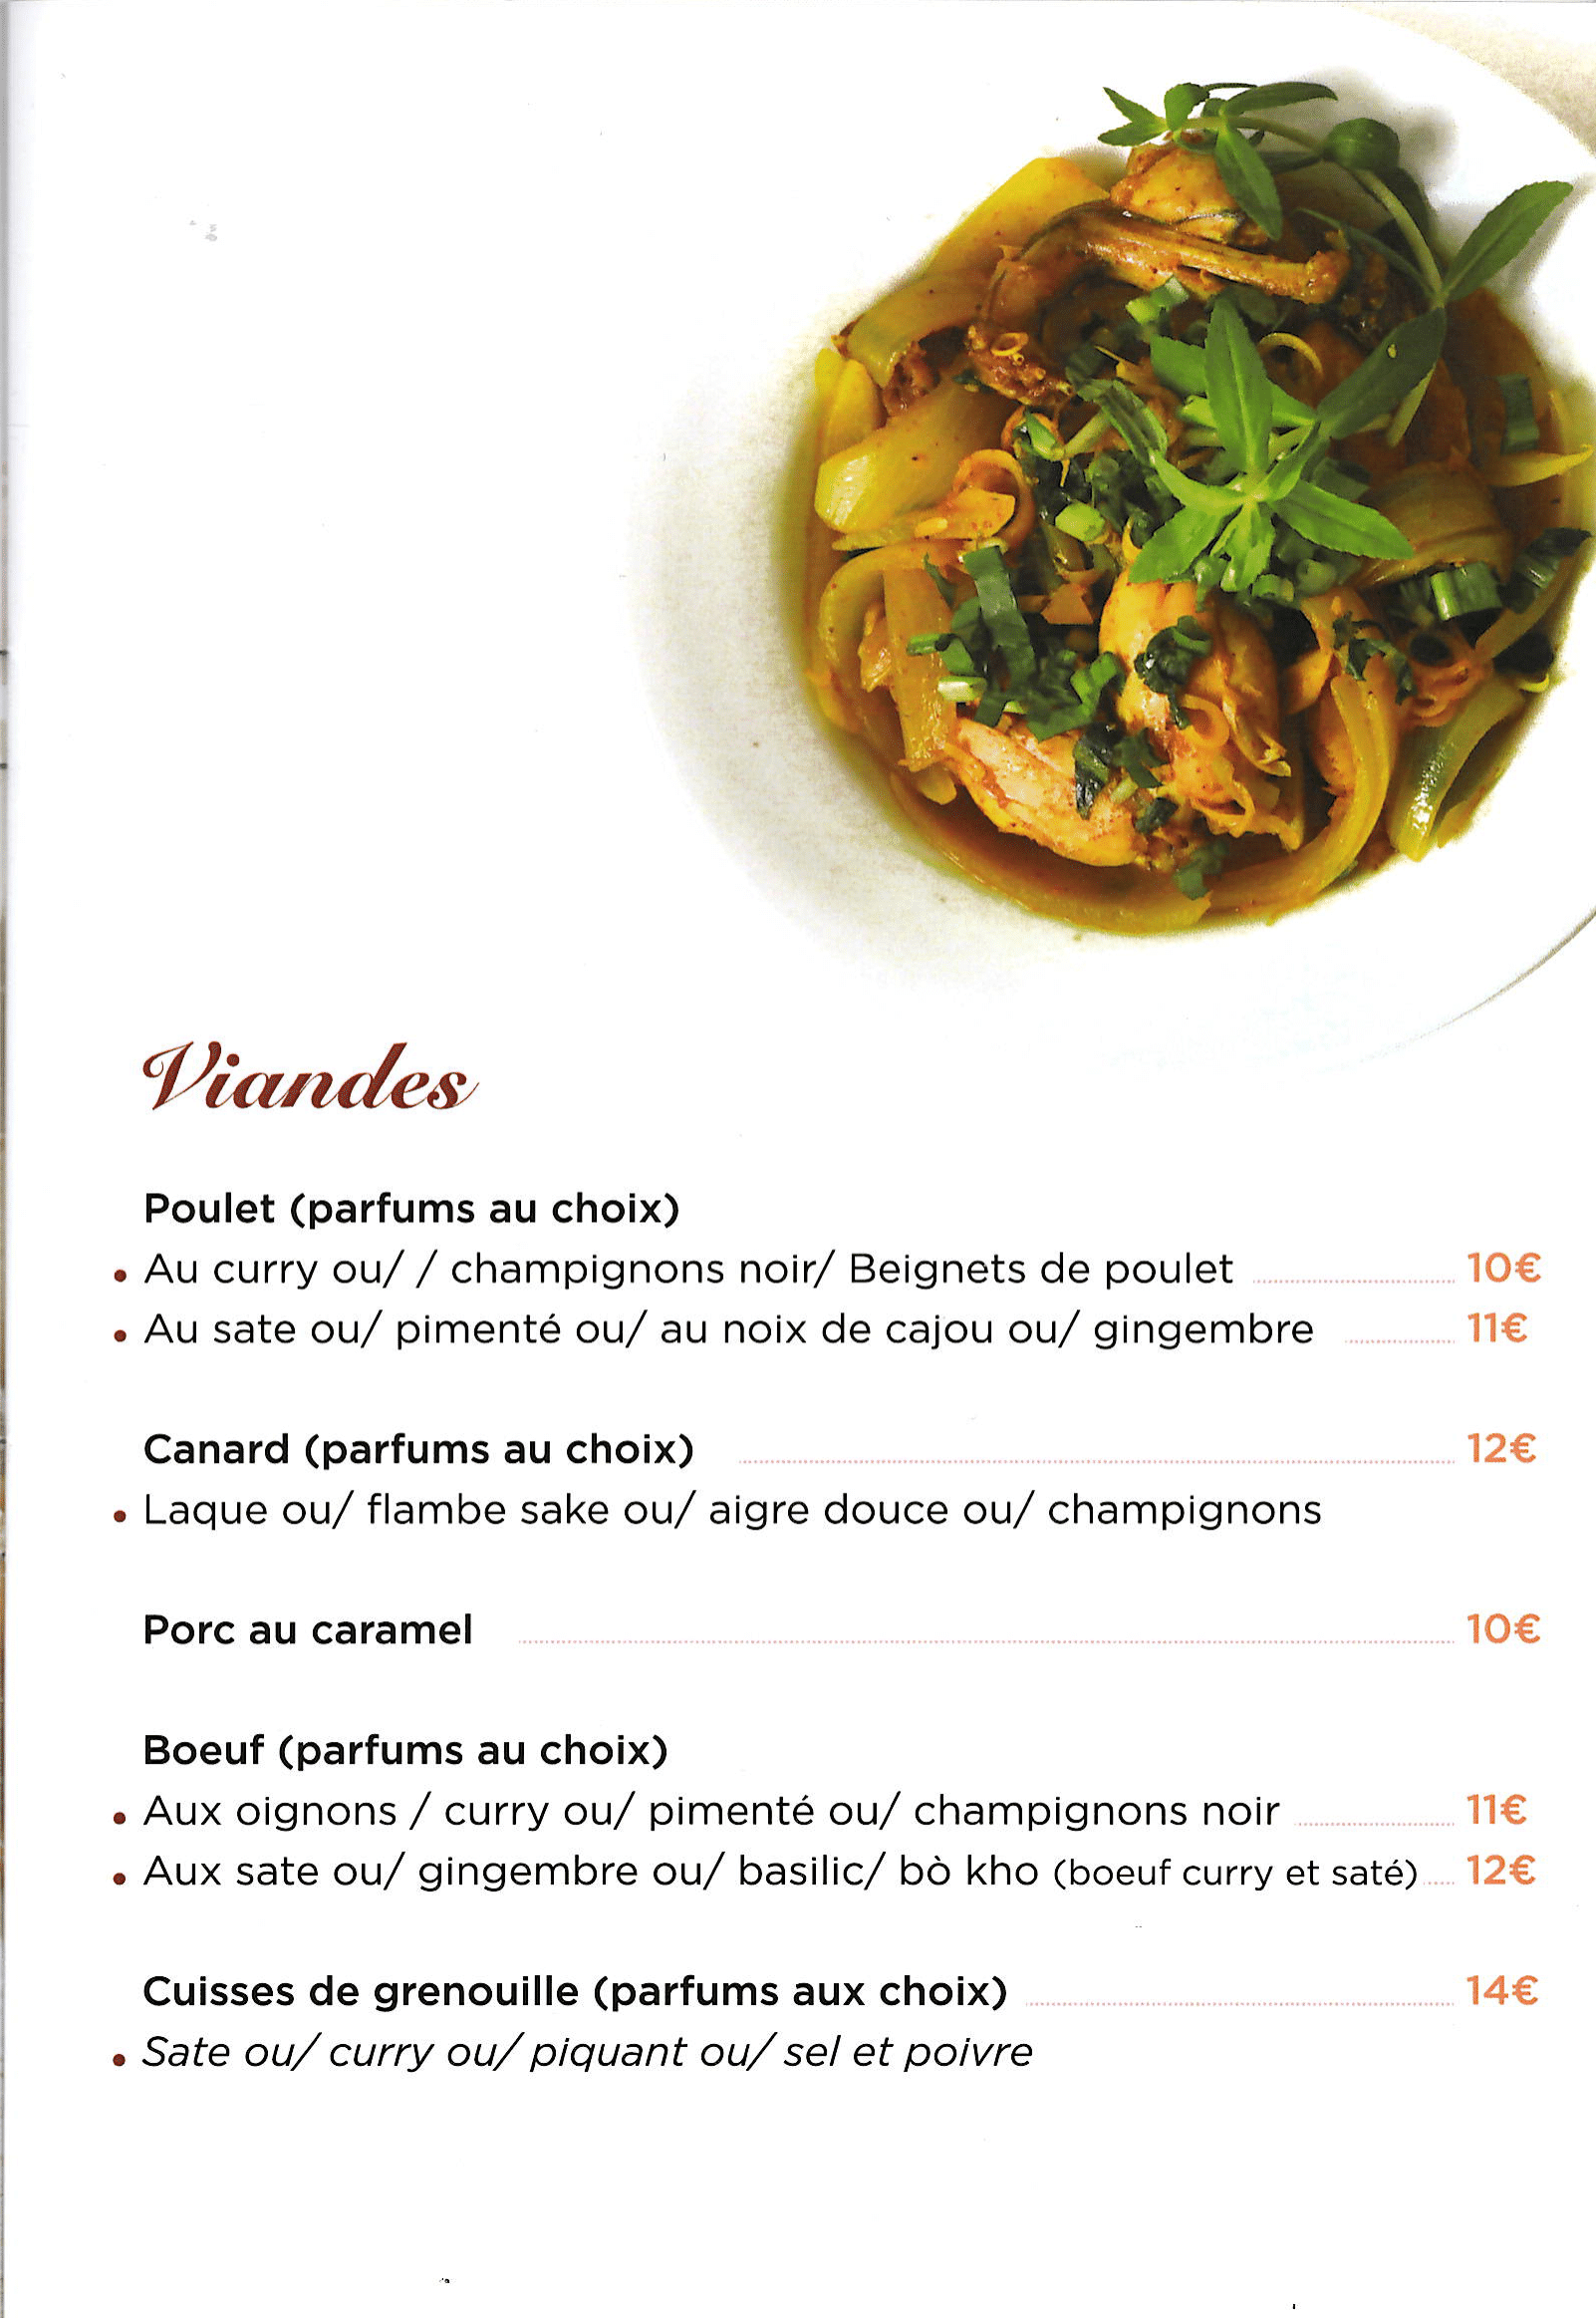 Viandes
Poulet (parfums au choix)
• Au curry ou/ / champignons noir/ Beignets de poulet 10€
• Au sate ou/ pimenté ou/ au noix de cajou ou/ gingembre 11€
Canard (parfums au choix) 12€
• Laque ou/ flambe sake ou/ aigre douce ou/ champignons
Porc au caramel 10€
Boeuf (parfums au choix)
• Aux oignons / curry ou/ pimenté ou/ champignons noir 11€
• Aux sate ou/ gingembre ou/ basilic/ bò kho (boeuf curry et saté) 12€
Cuisses de grenouille (parfums aux choix) 14€
• Sate ou/ curry ou/ piquant ou/ sel et poivre